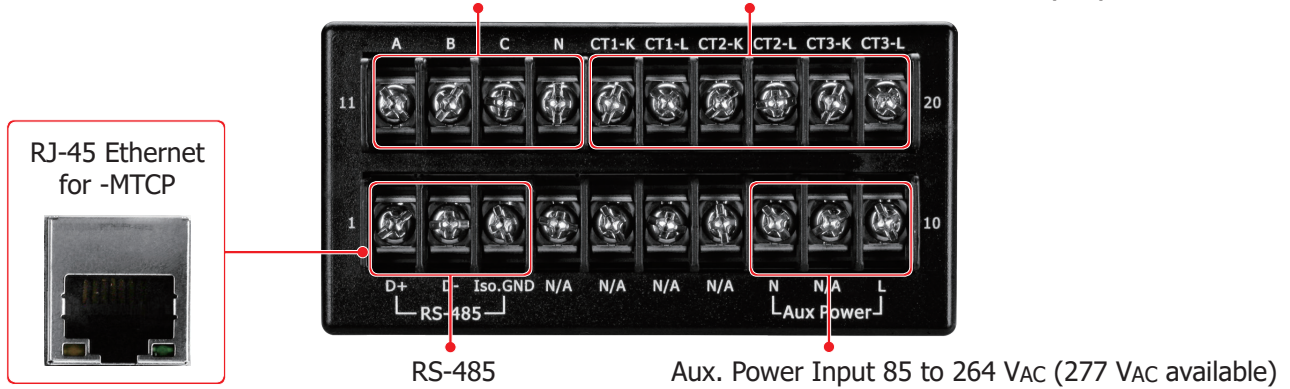 A B C N CT1-K CT1-L CT2-K CT2-L CT3-K CT3-L
11 20
RJ-45 Ethernet
for -MTCP
1 10
D+ D- Iso.GND N/A N/A N/A N/A N N/A L
RS-485 Aux Power
RS-485 Aux. Power Input 85 to 264 VAC (277 VAC available)